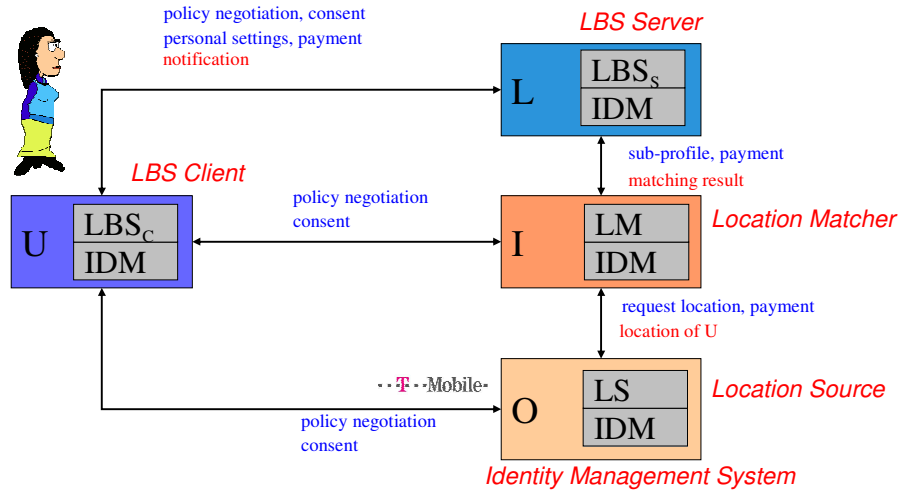 policy negotiation, consent
personal settings, payment
notification
LBS Server
L
LBSS
IDM
sub-profile, payment
matching result
LBS Client
U
LBSC
IDM
policy negotiation
consent
Location Matcher
I
LM
IDM
request location, payment
location of U
T Mobile
Location Source
O
LS
IDM
policy negotiation
consent
Identity Management System